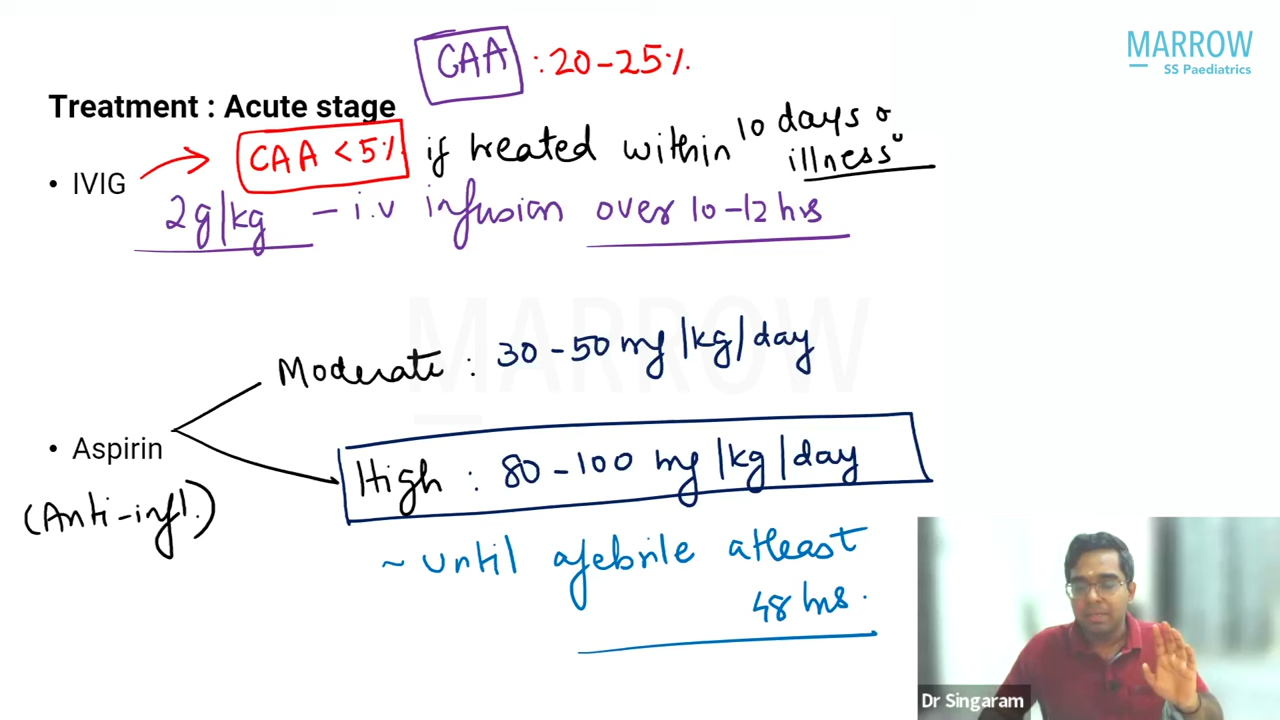 MARROW
SS Paediatrics
CAA : 20-25%
Treatment : Acute stage
CAA < 5% if treated within 10 days of
illness
• IVIG
2g/kg - i.v infusion over 10-12 hrs
MARROW
Moderate : 30-50 mg/kg/day
• Aspirin
High : 80-100 mg/kg/day
(Anti-infl.)
~ until afebrile atleast
48 hrs.
Dr Singaram